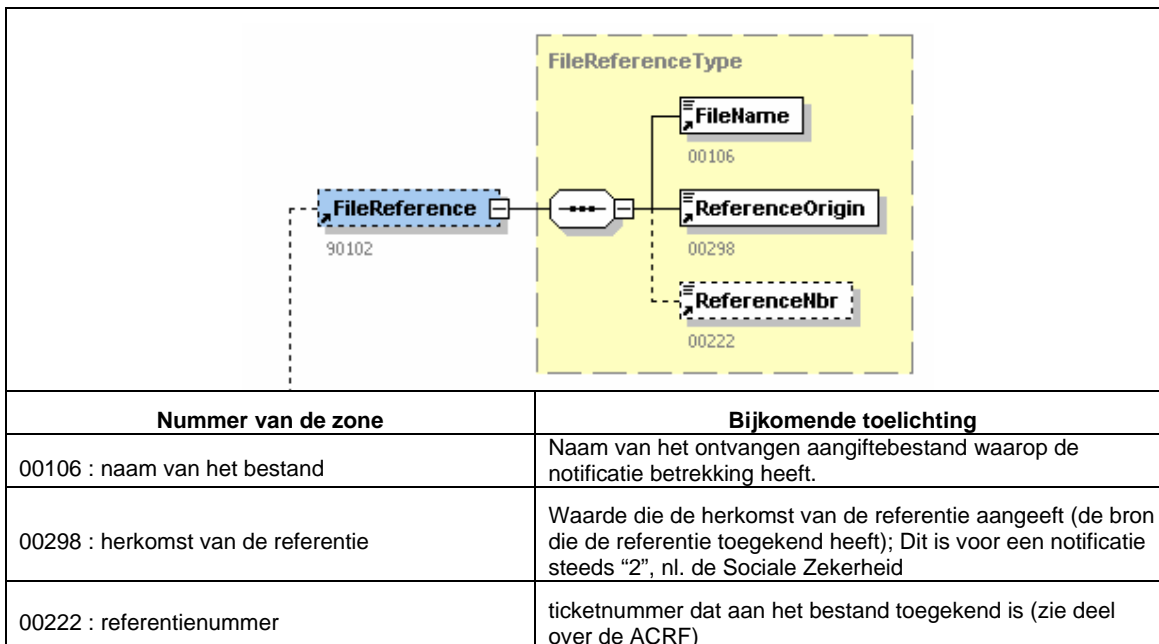 FileReferenceType
FileName
00106
FileReference
90102
ReferenceOrigin
00298
ReferenceNbr
00222
Nummer van de zone
Bijkomende toelichting
00106 : naam van het bestand
Naam van het ontvangen aangiftebestand waarop de
notificatie betrekking heeft.
00298 : herkomst van de referentie
Waarde die de herkomst van de referentie aangeeft (de bron
die de referentie toegekend heeft); Dit is voor een notificatie
steeds “2”, nl. de Sociale Zekerheid
00222 : referentienummer
ticketnummer dat aan het bestand toegekend is (zie deel
over de ACRF)